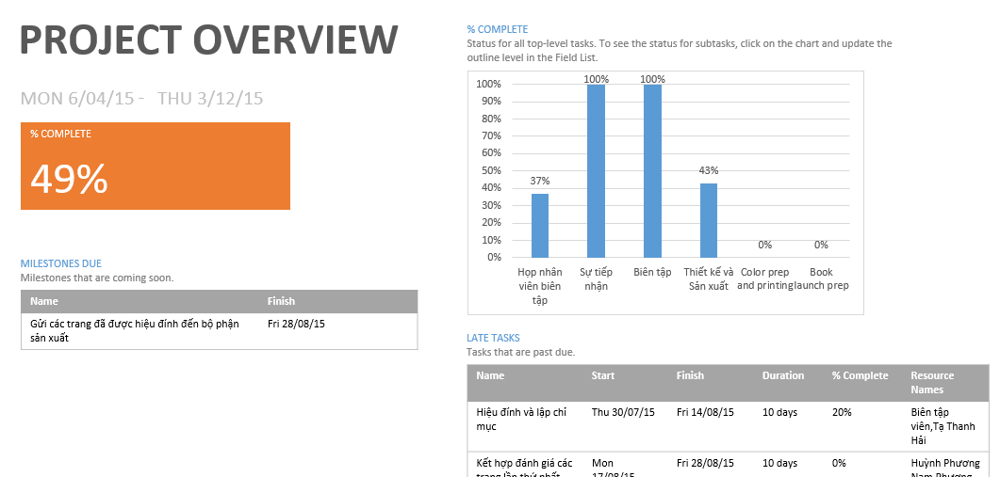 PROJECT OVERVIEW
MON 6/04/15 - THU 3/12/15
% COMPLETE
49%
MILESTONES DUE
Milestones that are coming soon.
Name Finish
Gửi các trang đã được hiệu đính đến bộ phận Fri 28/08/15
sản xuất
% COMPLETE
Status for all top-level tasks. To see the status for subtasks, click on the chart and update the
outline level in the Field List.
100%
90%
80%
70%
60%
50%
40%
30%
20%
10%
0%
37%
100%
100%
43%
0%
0%
Họp nhân
viên biên
tập
Sự tiếp
nhận
Biên tập
Thiết kế và
Sản xuất
Color prep
and printing
Book
launch prep
LATE TASKS
Tasks that are past due.
Name Start Finish Duration % Complete Resource
Names
Hiệu đính và lập chỉ Thu 30/07/15 Fri 14/08/15 10 days 20% Biên tập
mục viên,Tạ Thanh
Hải
Kết hợp đánh giá các Mon Fri 28/08/15 10 days 0% Huỳnh Phương
trang lần thứ nhất 17/08/15 Nam Phương